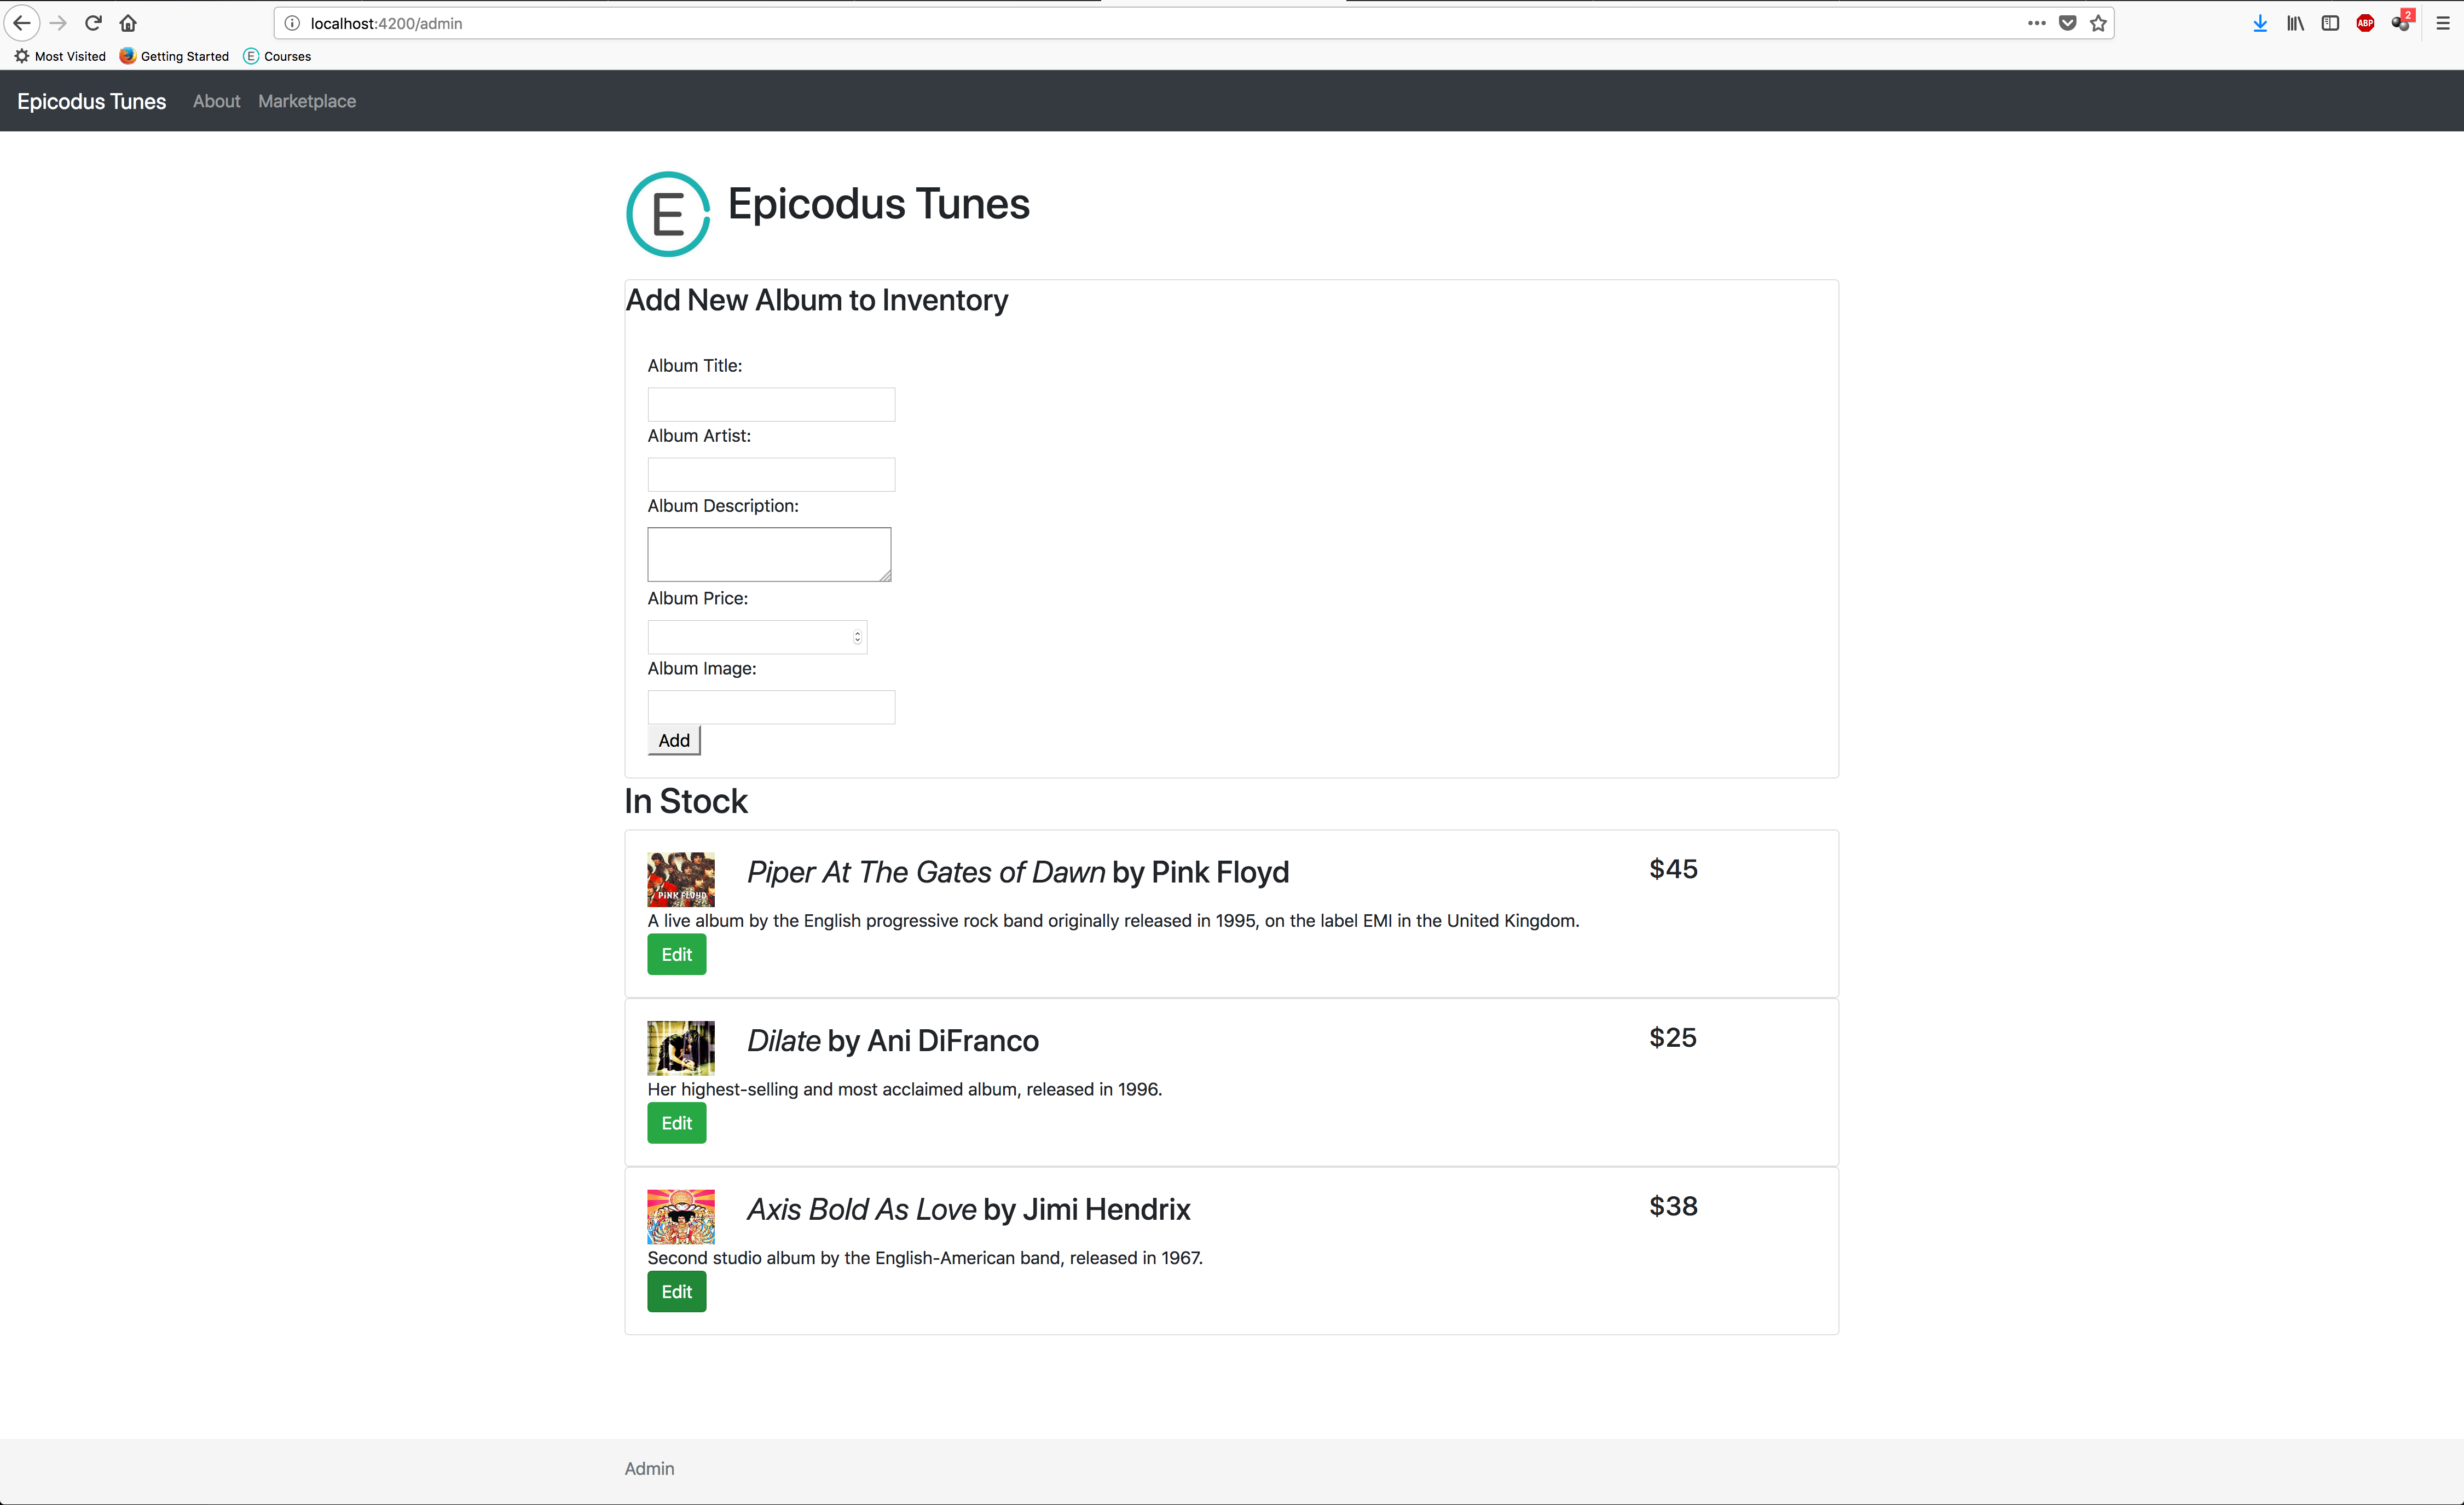 localhost:4200/admin
2
ABP
Most Visited
Getting Started
E Courses
Epicodus Tunes About Marketplace
E Epicodus Tunes
Add New Album to Inventory
Album Title:
Album Artist:
Album Description:
Album Price:
Album Image:
Add
In Stock
PINK FLOYD
Piper At The Gates of Dawn by Pink Floyd $45
A live album by the English progressive rock band originally released in 1995, on the label EMI in the United Kingdom.
Edit
Dilate by Ani DiFranco $25
Her highest-selling and most acclaimed album, released in 1996.
Edit
Axis Bold As Love by Jimi Hendrix $38
Second studio album by the English-American band, released in 1967.
Edit
Admin